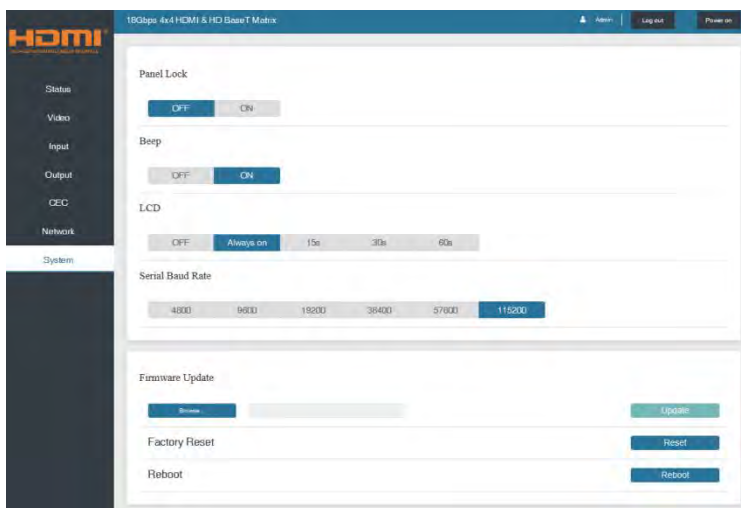 18Gbps 4x4 HDMI & HD BaseT Matrix
Admin
Log out
Power on
HDMI
Status
Video
Input
Output
CEC
Network
System
Panel Lock
OFF ON
Beep
OFF ON
LCD
OFF Always on 15s 30s 60s
Serial Baud Rate
4800 9600 19200 38400 57600 115200
Firmware Update
Browse
Update
Factory Reset
Reset
Reboot
Reboot